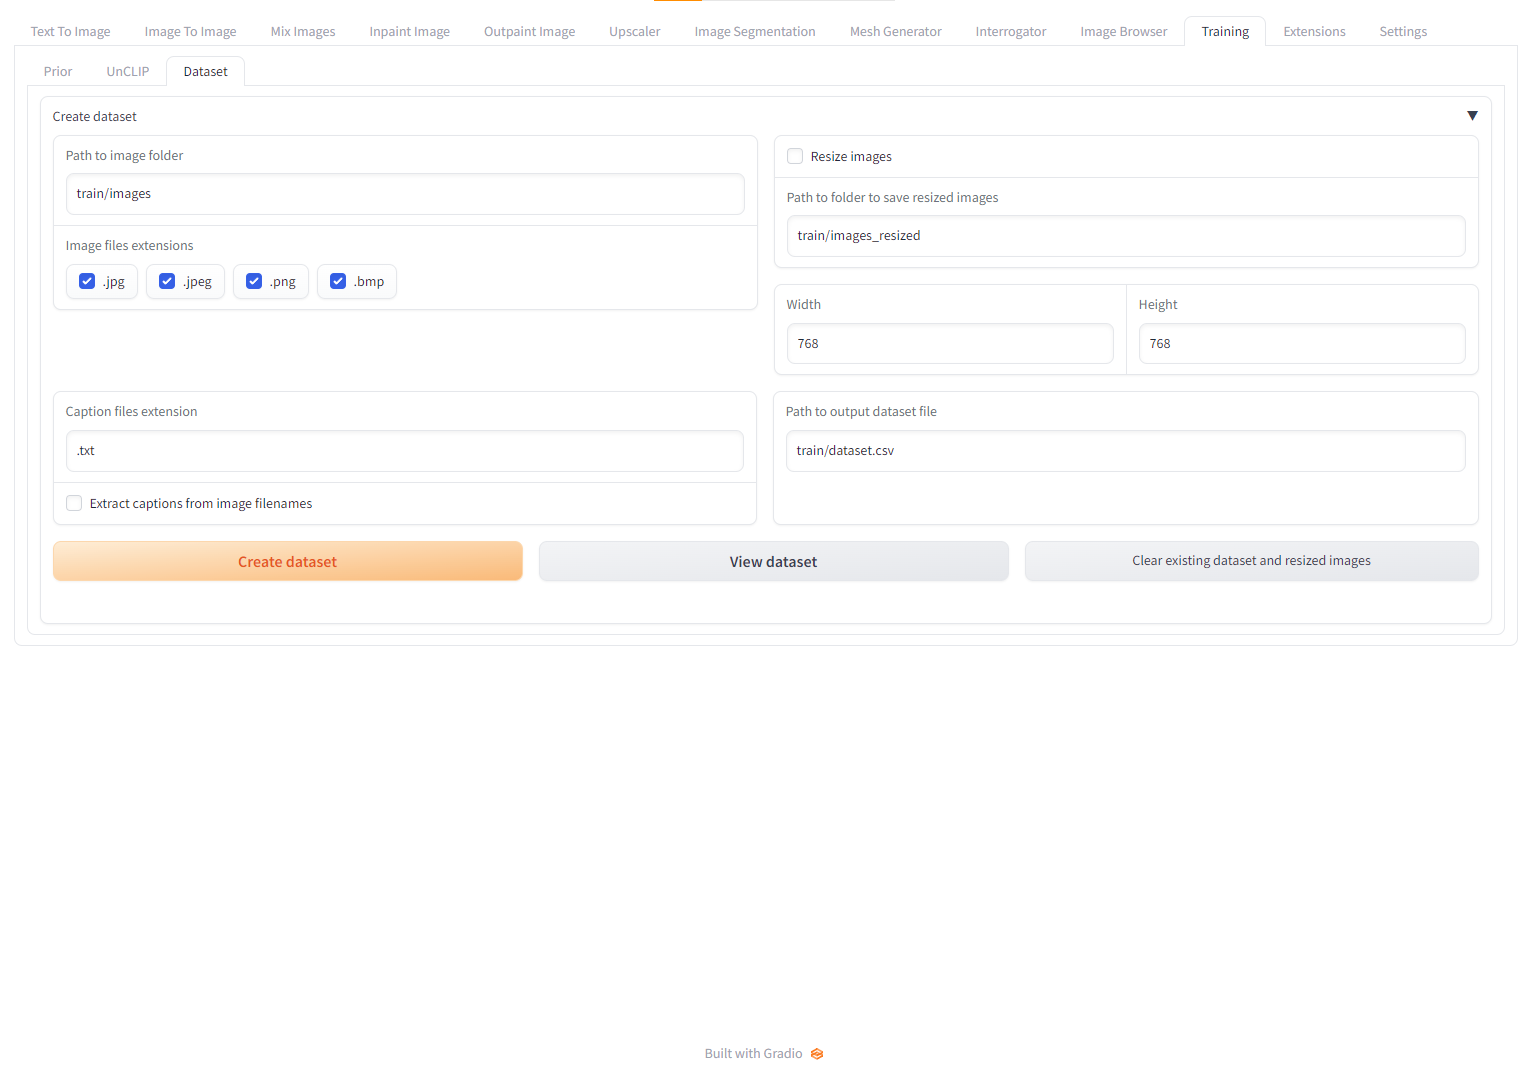 Text To Image Image To Image Mix Images Inpaint Image Outpaint Image Upscaler Image Segmentation Mesh Generator Interrogator Image Browser Training Extensions Settings
Prior UnCLIP Dataset
Create dataset ▼
Path to image folder
train/images
Image files extensions
.jpg .jpeg .png .bmp
Resize images
Path to folder to save resized images
train/images_resized
Width Height
768 768
Caption files extension
.txt
Extract captions from image filenames
Path to output dataset file
train/dataset.csv
Create dataset View dataset Clear existing dataset and resized images
Built with Gradio